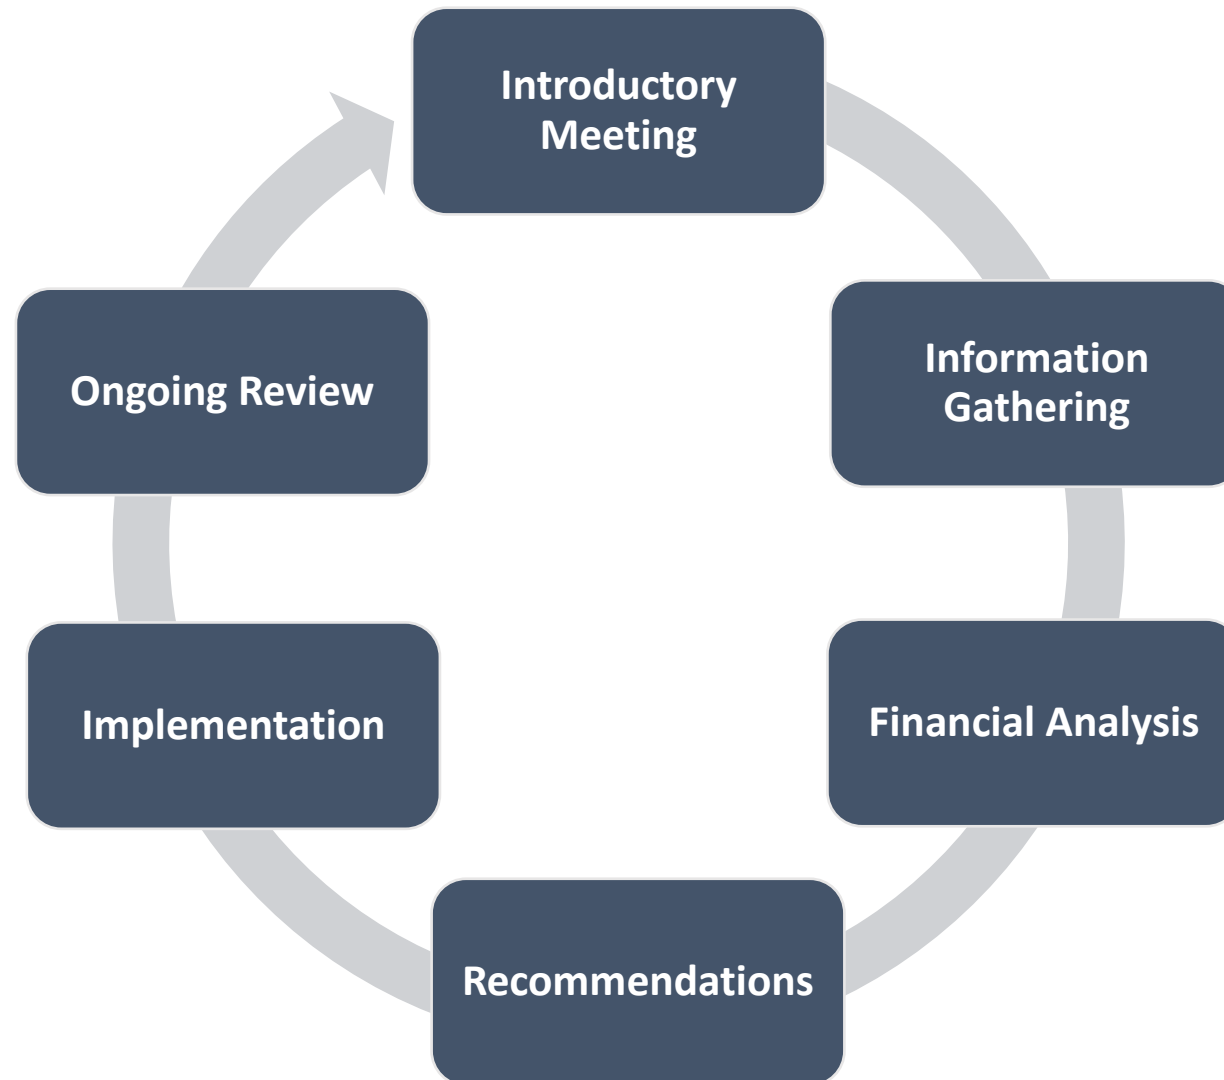 Introductory
Meeting
Information
Gathering
Financial Analysis
Recommendations
Implementation
Ongoing Review